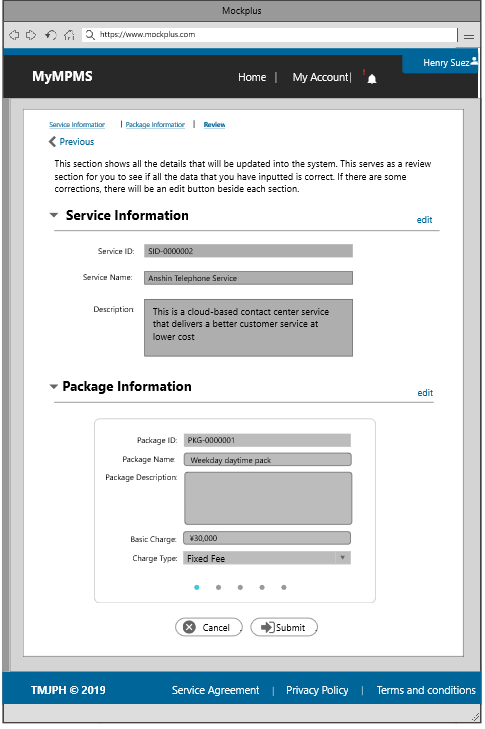 Mockplus
https://www.mockplus.com
Henry Suez
MyMPMS
Home | My Account | !
Service Information | Package Information | Review
Previous
This section shows all the details that will be updated into the system. This serves as a review
section for you to see if all the data that you have inputted is correct. If there are some
corrections, there will be an edit button beside each section.
Service Information
edit
Service ID: SID-0000002
Service Name: Anshin Telephone Service
Description: This is a cloud-based contact center service
that delivers a better customer service at
lower cost
Package Information
edit
Package ID: PKG-0000001
Package Name: Weekday daytime pack
Package Description:
Basic Charge: ¥30,000
Charge Type: Fixed Fee
Cancel Submit
TMJPH © 2019 Service Agreement | Privacy Policy | Terms and conditions